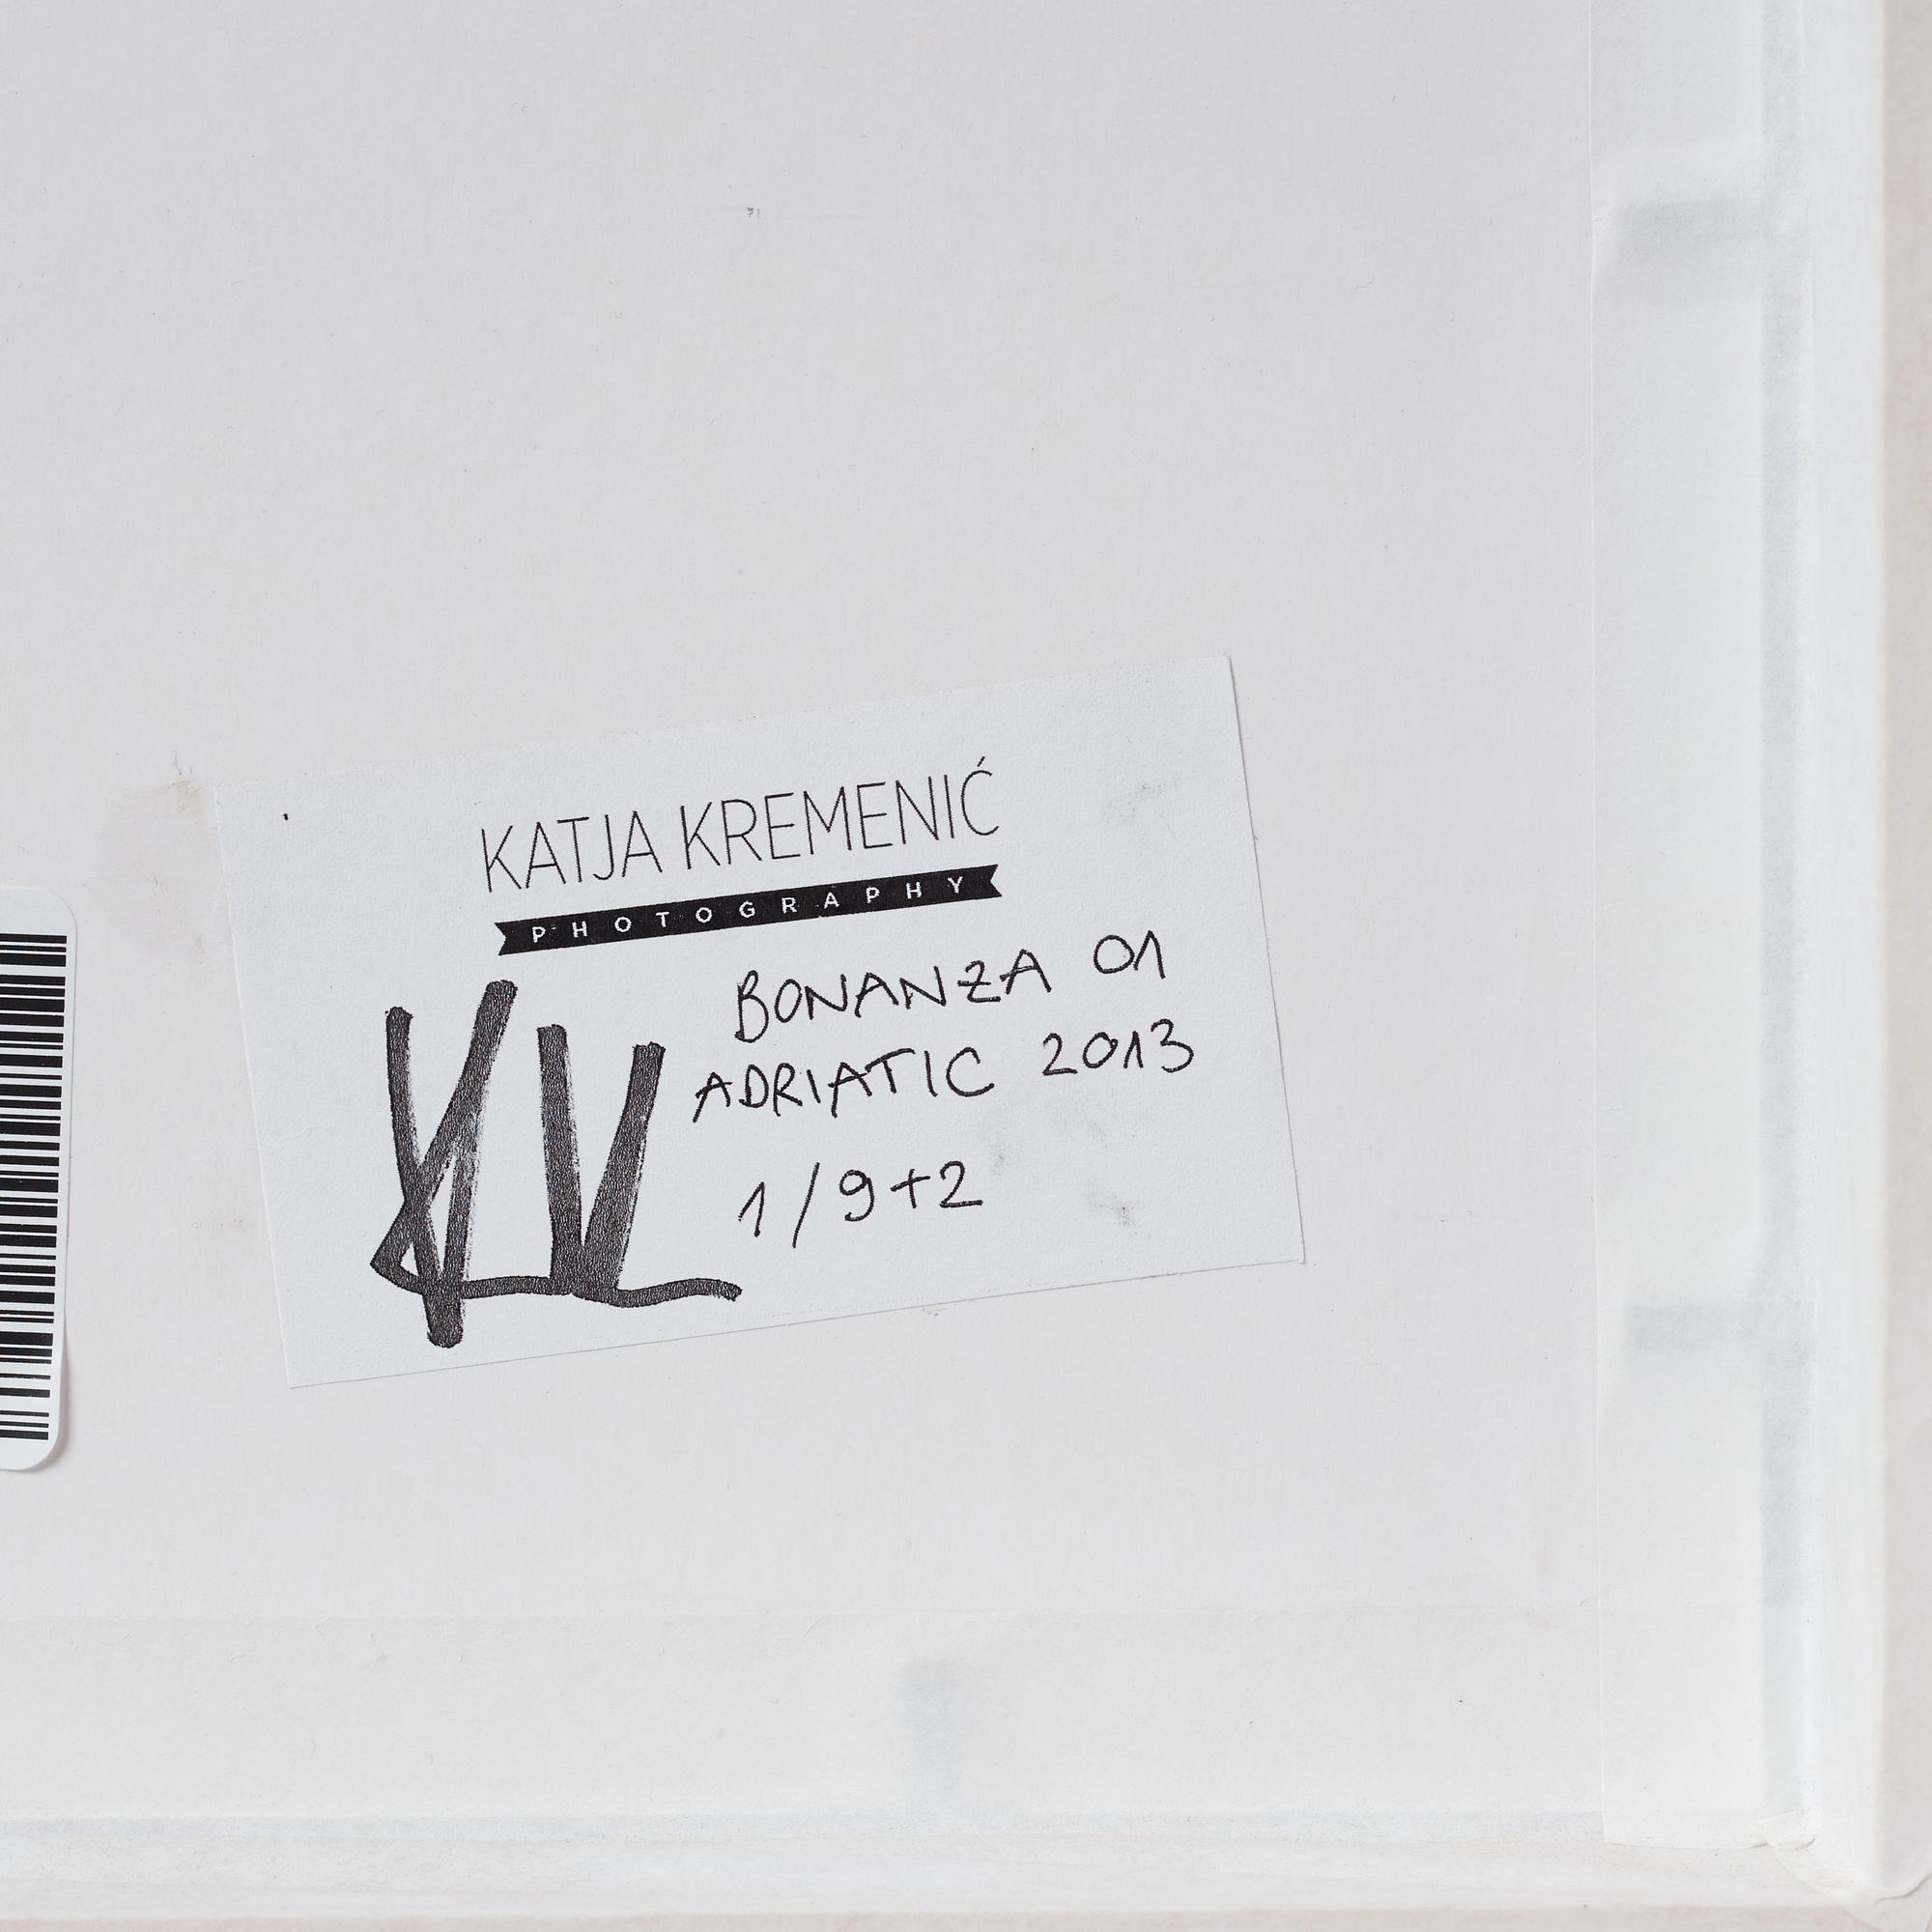 KATJA KREMENIĆ
PHOTOGRAPHY
BONANZA 01
ADRIATIC 2013
1/9+2